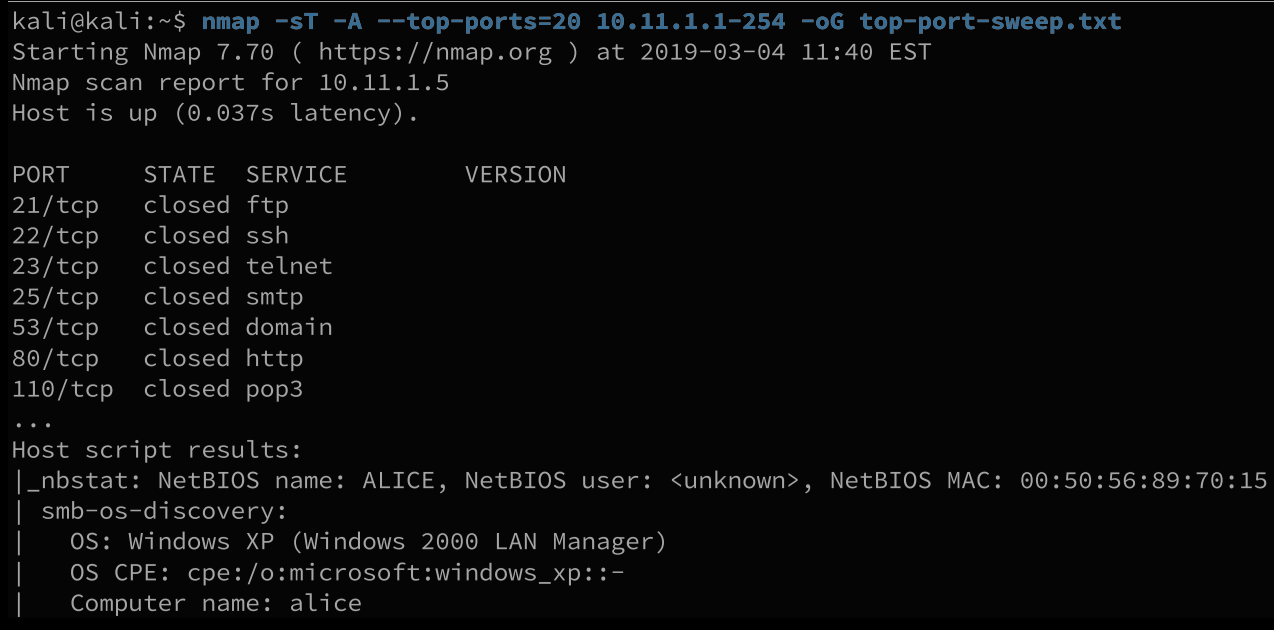 kali@kali:~$ nmap -sT -A --top-ports=20 10.11.1.1-254 -oG top-port-sweep.txt
Starting Nmap 7.70 ( https://nmap.org ) at 2019-03-04 11:40 EST
Nmap scan report for 10.11.1.5
Host is up (0.037s latency).

PORT     STATE  SERVICE        VERSION
21/tcp   closed ftp
22/tcp   closed ssh
23/tcp   closed telnet
25/tcp   closed smtp
53/tcp   closed domain
80/tcp   closed http
110/tcp  closed pop3
...
Host script results:
|_nbstat: NetBIOS name: ALICE, NetBIOS user: <unknown>, NetBIOS MAC: 00:50:56:89:70:15
| smb-os-discovery:
|   OS: Windows XP (Windows 2000 LAN Manager)
|   OS CPE: cpe:/o:microsoft:windows_xp::-
|   Computer name: alice